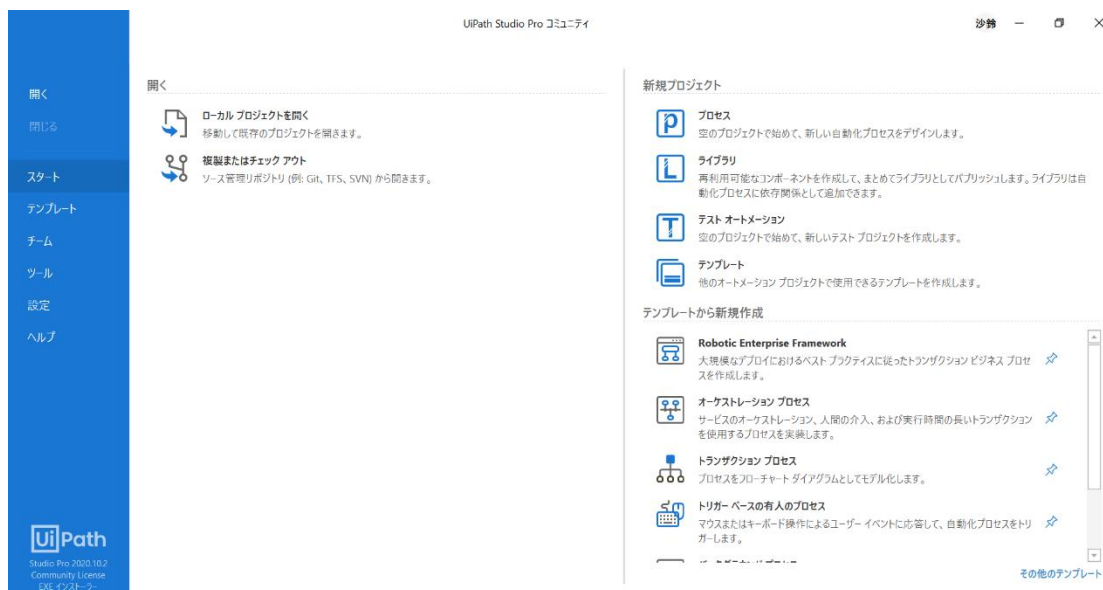 UiPath Studio Pro コミュニティ
沙鈴
開く
閉じる
スタート
テンプレート
チーム
ツール
設定
ヘルプ
UiPath
Studio Pro 2020.10.2
Community License
EXE インストーラー
開く
ローカル プロジェクトを開く
移動して既存のプロジェクトを開きます。
複製またはチェック アウト
ソース管理リポジトリ (例: Git、TFS、SVN) から開きます。
新規プロジェクト
プロセス
空のプロジェクトで始めて、新しい自動化プロセスをデザインします。
ライブラリ
再利用可能なコンポーネントを作成して、まとめてライブラリとしてパブリッシュします。ライブラリは自
動化プロセスに依存関係として追加できます。
テスト オートメーション
空のプロジェクトで始めて、新しいテスト プロジェクトを作成します。
テンプレート
他のオートメーション プロジェクトで使用できるテンプレートを作成します。
テンプレートから新規作成
Robotic Enterprise Framework
大規模なデプロイにおけるベスト プラクティスに従ったトランザクション ビジネス プロセ
スを作成します。
オーケストレーション プロセス
サービスのオーケストレーション、人間の介入、および実行時間の長いトランザクション
を使用するプロセスを実装します。
トランザクション プロセス
プロセスをフローチャート ダイアグラムとしてモデル化します。
トリガー ベースの有人のプロセス
マウスまたはキーボード操作によるユーザー イベントに応答して、自動化プロセスをトリ
ガーします。
その他のテンプレート